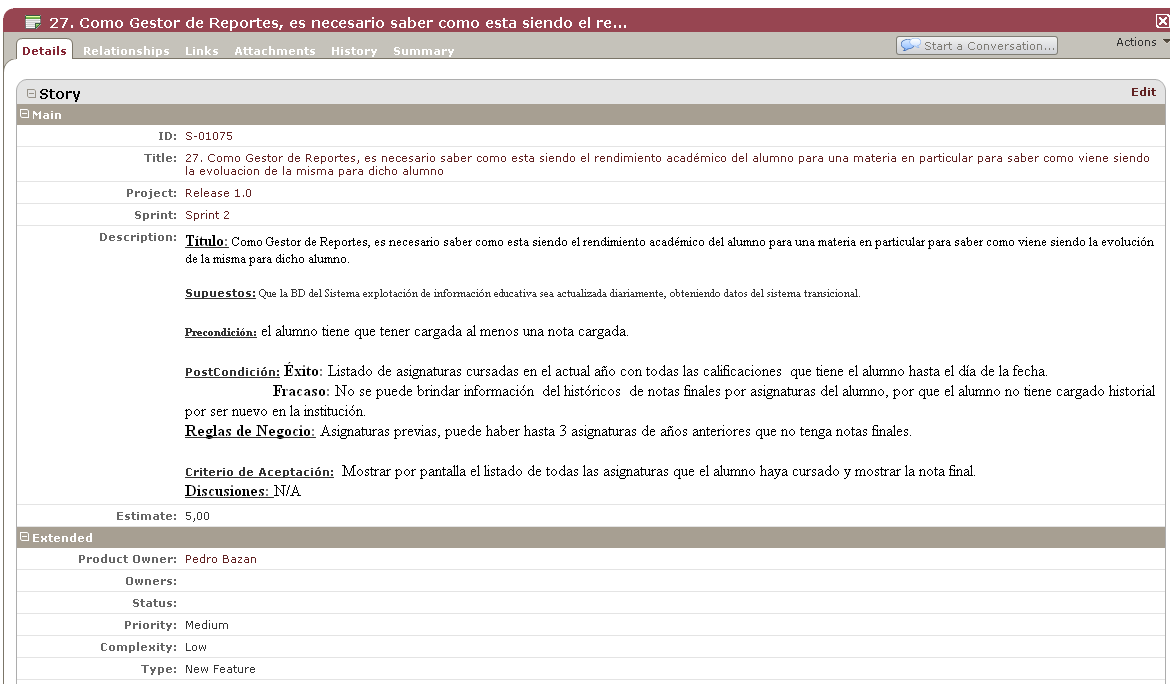 27. Como Gestor de Reportes, es necesario saber como esta siendo el re...
Details Relationships Links Attachments History Summary Start a Conversation... Actions
Story Edit
Main
ID: S-01075
Title: 27. Como Gestor de Reportes, es necesario saber como esta siendo el rendimiento académico del alumno para una materia en particular para saber como viene siendo
la evoluacion de la misma para dicho alumno
Project: Release 1.0
Sprint: Sprint 2
Description: Título: Como Gestor de Reportes, es necesario saber como esta siendo el rendimiento académico del alumno para una materia en particular para saber como viene siendo la evolución
de la misma para dicho alumno.
Supuestos: Que la BD del Sistema explotación de información educativa sea actualizada diariamente, obteniendo datos del sistema transicional.
Precondición: el alumno tiene que tener cargada al menos una nota cargada.
PostCondición: Éxito: Listado de asignaturas cursadas en el actual año con todas las calificaciones que tiene el alumno hasta el día de la fecha.
Fracaso: No se puede brindar información del históricos de notas finales por asignaturas del alumno, por que el alumno no tiene cargado historial
por ser nuevo en la institución.
Reglas de Negocio: Asignaturas previas, puede haber hasta 3 asignaturas de años anteriores que no tenga notas finales.
Criterio de Aceptación: Mostrar por pantalla el listado de todas las asignaturas que el alumno haya cursado y mostrar la nota final.
Discusiones: N/A
Estimate: 5,00
Extended
Product Owner: Pedro Bazan
Owners:
Status:
Priority: Medium
Complexity: Low
Type: New Feature